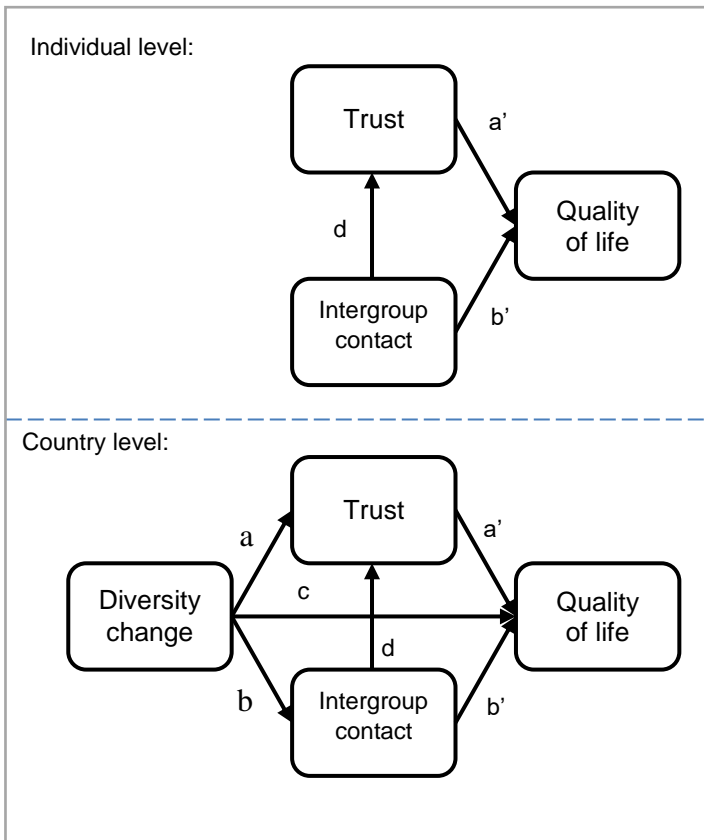 Individual level:
Trust
a’
Quality
of life
d
Intergroup
contact
b’
Country level:
Trust
a
a’
Diversity
change
c
Quality
of life
d
b
Intergroup
contact
b’